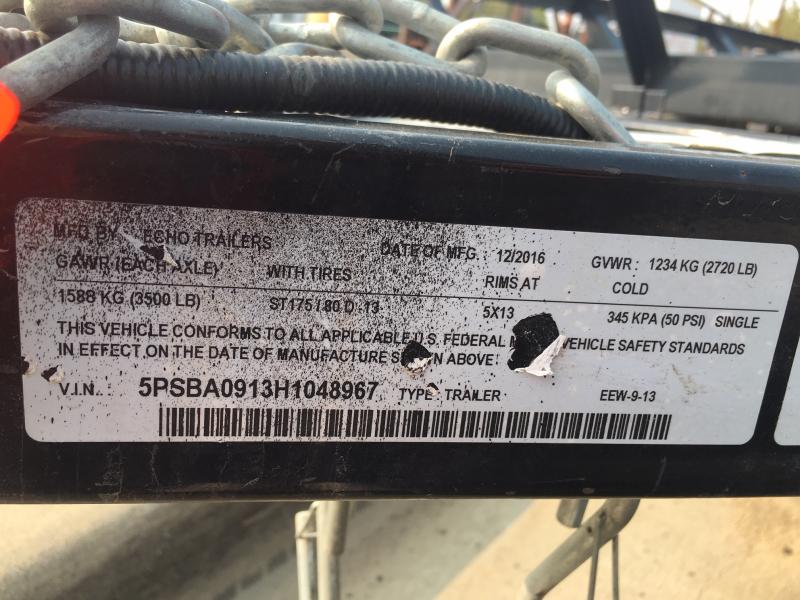 MFG. BY ECHO TRAILERS DATE OF MFG.: 12/2016 GVWR : 1234 KG (2720 LB)
GAWR (EACH AXLE) WITH TIRES RIMS AT COLD
1588 KG (3500 LB) ST175 / 80 D -13 5X13 345 KPA (50 PSI) SINGLE
THIS VEHICLE CONFORMS TO ALL APPLICABLE U.S. FEDERAL VEHICLE SAFETY STANDARDS
IN EFFECT ON THE DATE OF MANUFACTURE SHOWN ABOVE.
V.I.N.: 5PSBA0913H1048967 TYPE: TRAILER EEW-9-13